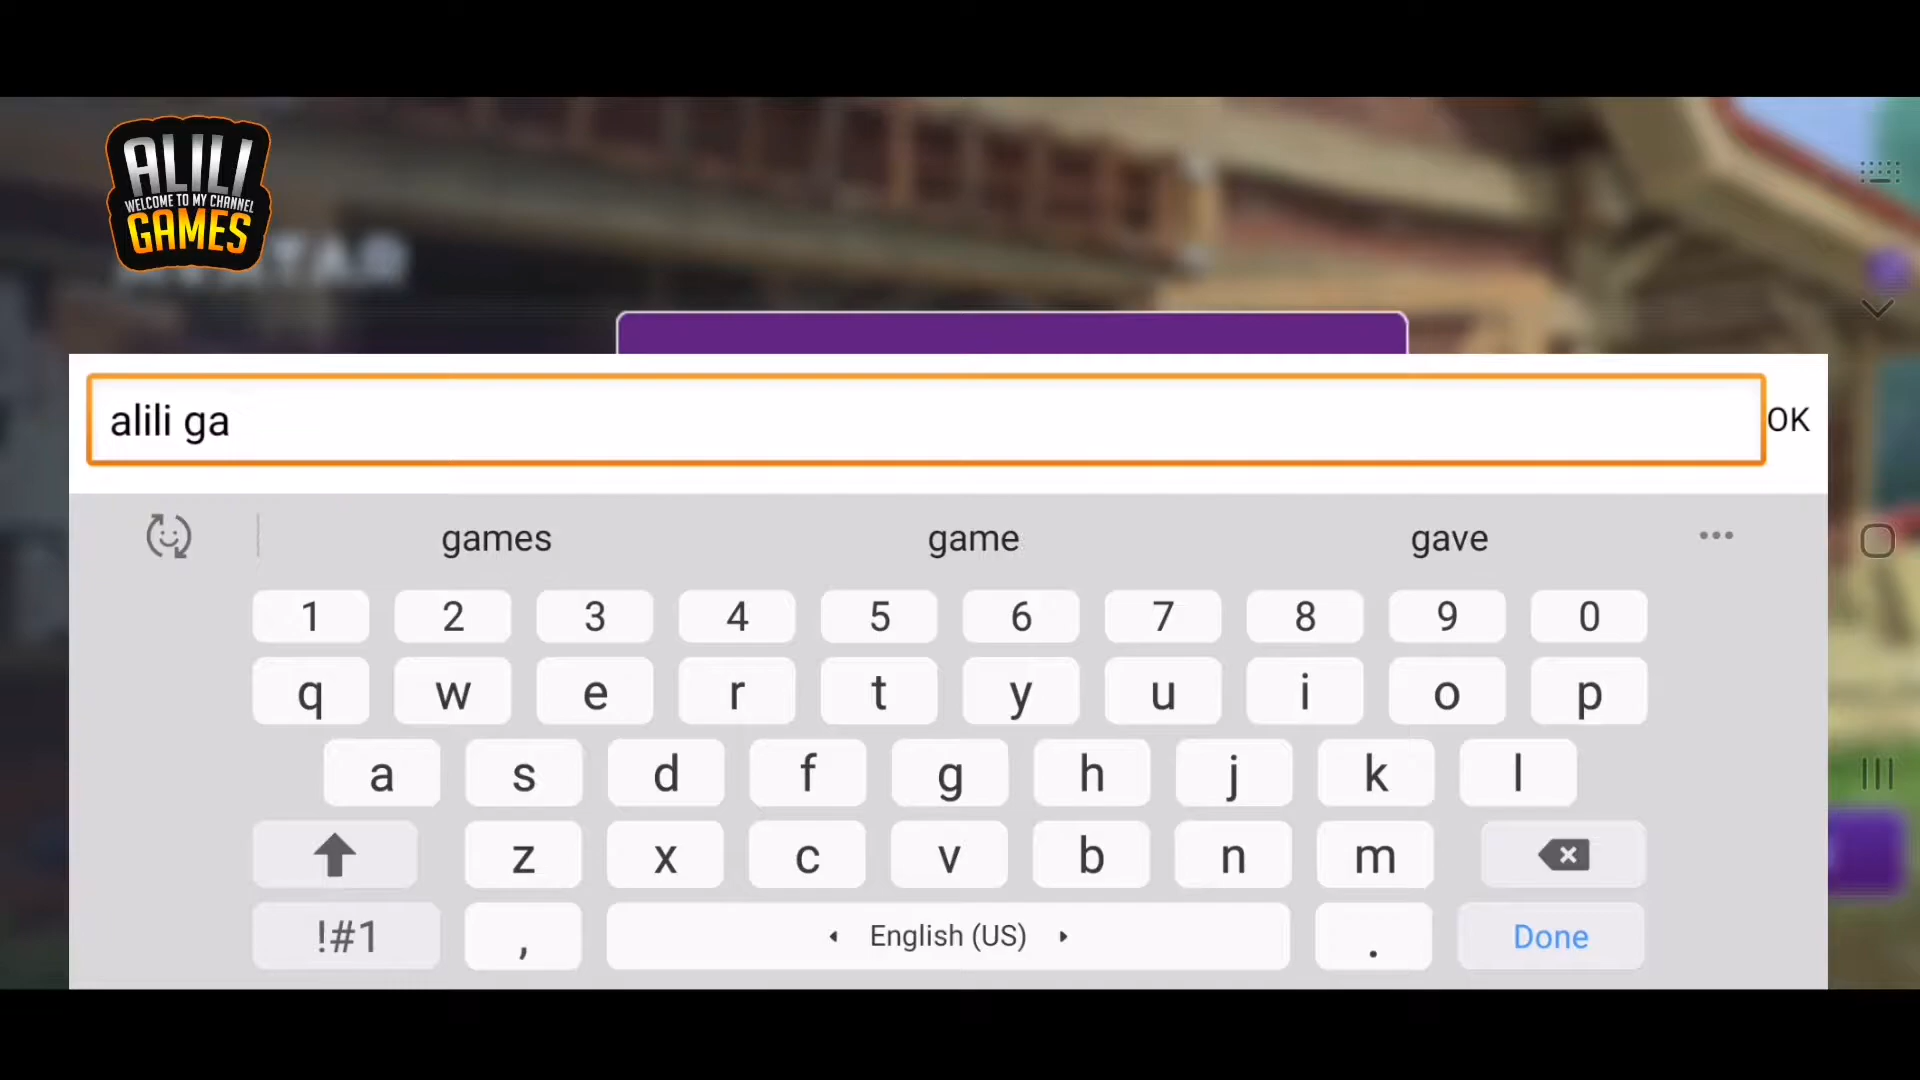 ALILI
WELCOME TO MY CHANNEL
GAMES
alili ga
OK
games game gave
1 2 3 4 5 6 7 8 9 0
q w e r t y u i o p
a s d f g h j k l
z x c v b n m
!#1 , English (US) . Done